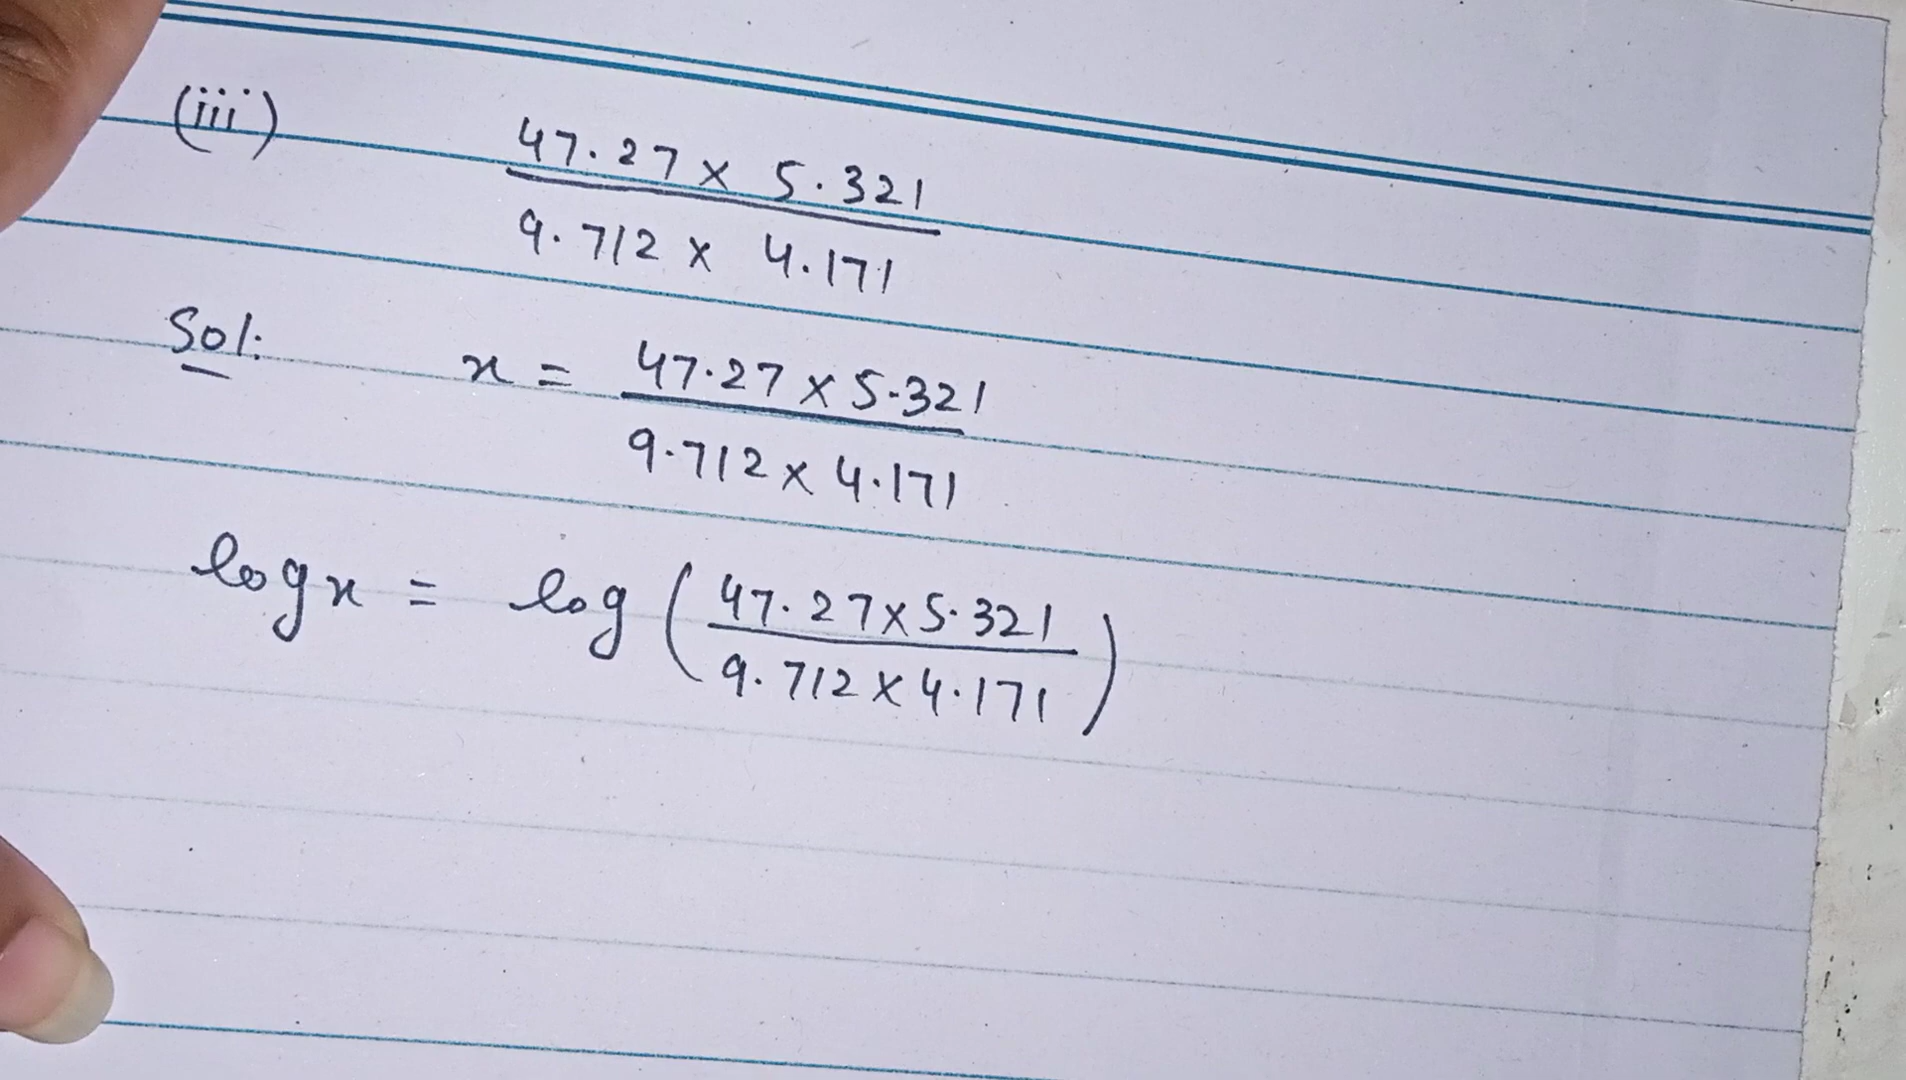 (iii) 47.27 x 5.321
9.712 x 4.171
Sol: x = 47.27 x 5.321
9.712 x 4.171
log x = log ( 47.27 x 5.321
9.712 x 4.171 )